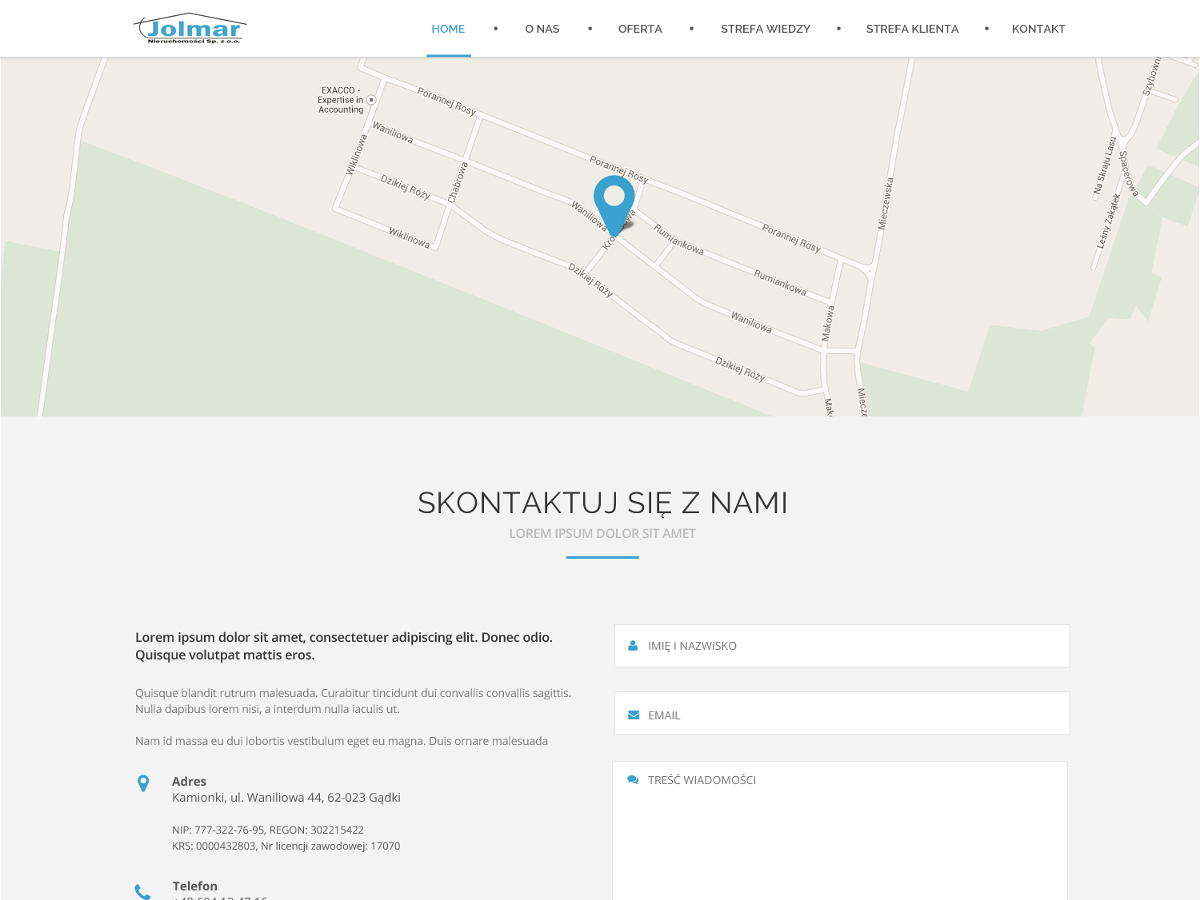 Jolmar
Nieruchomości Sp. z o.o.
HOME • O NAS • OFERTA • STREFA WIEDZY • STREFA KLIENTA • KONTAKT
EXACCO -
Expertise in
Accounting
Porannej Rosy
Waniliowa
Wiklinowa
Dzikiej Róży
Chabrowa
Wiklinowa
Porannej Rosy
Waniliowa
Rumiankowa
Porannej Rosy
Dzikiej Róży
Rumiankowa
Waniliowa
Makowa
Dzikiej Róży
Mieczewska
Szybown
Na Skraju Lasu
Spacerowa
Leśny Zakątek
Mak
Miecze
SKONTAKTUJ SIĘ Z NAMI
LOREM IPSUM DOLOR SIT AMET
Lorem ipsum dolor sit amet, consectetuer adipiscing elit. Donec odio.
Quisque volutpat mattis eros.
Quisque blandit rutrum malesuada. Curabitur tincidunt dui convallis convallis sagittis.
Nulla dapibus lorem nisi, a interdum nulla iaculis ut.
Nam id massa eu dui lobortis vestibulum eget eu magna. Duis ornare malesuada
Adres
Kamionki, ul. Waniliowa 44, 62-023 Gądki
NIP: 777-322-76-95, REGON: 302215422
KRS: 0000432803, Nr licencji zawodowej: 17070
Telefon
IMIĘ I NAZWISKO
EMAIL
TREŚĆ WIADOMOŚCI